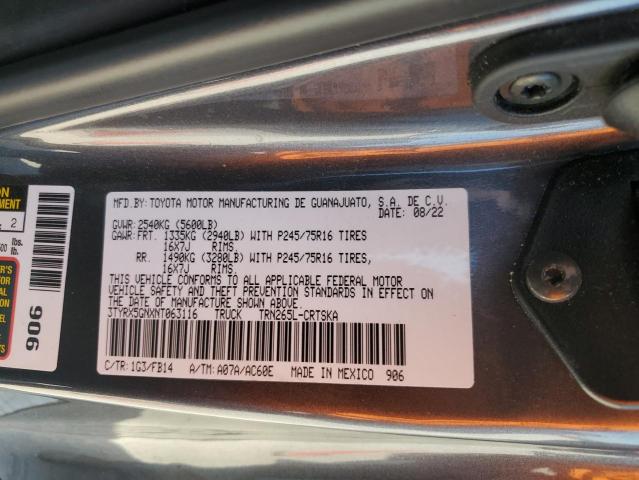 MFD.BY:TOYOTA MOTOR MANUFACTURING DE GUANAJUATO, S.A. DE C.V.
DATE: 08/22
GVWR:2540KG (5600LB)
GAWR:FRT. 1335KG (2940LB) WITH P245/75R16 TIRES
16X7J RIMS,
RR. 1490KG (3280LB) WITH P245/75R16 TIRES,
16X7J RIMS.
THIS VEHICLE CONFORMS TO ALL APPLICABLE FEDERAL MOTOR
VEHICLE SAFETY AND THEFT PREVENTION STANDARDS IN EFFECT ON
THE DATE OF MANUFACTURE SHOWN ABOVE.
3TYRX5GNXNT063116 TRUCK TRN265L-CRTSKA
C/TR:1G3/FB14 A/TM:A07A/AC60E MADE IN MEXICO 906
2
lbs.
lbs.
906